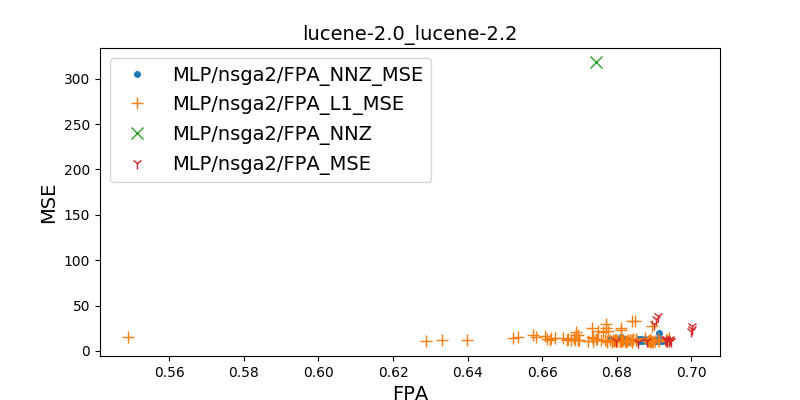 lucene-2.0_lucene-2.2
MLP/nsga2/FPA_NNZ_MSE
MLP/nsga2/FPA_L1_MSE
MLP/nsga2/FPA_NNZ
MLP/nsga2/FPA_MSE
MSE
300
250
200
150
100
50
0
0.56 0.58 0.60 0.62 0.64 0.66 0.68 0.70
FPA